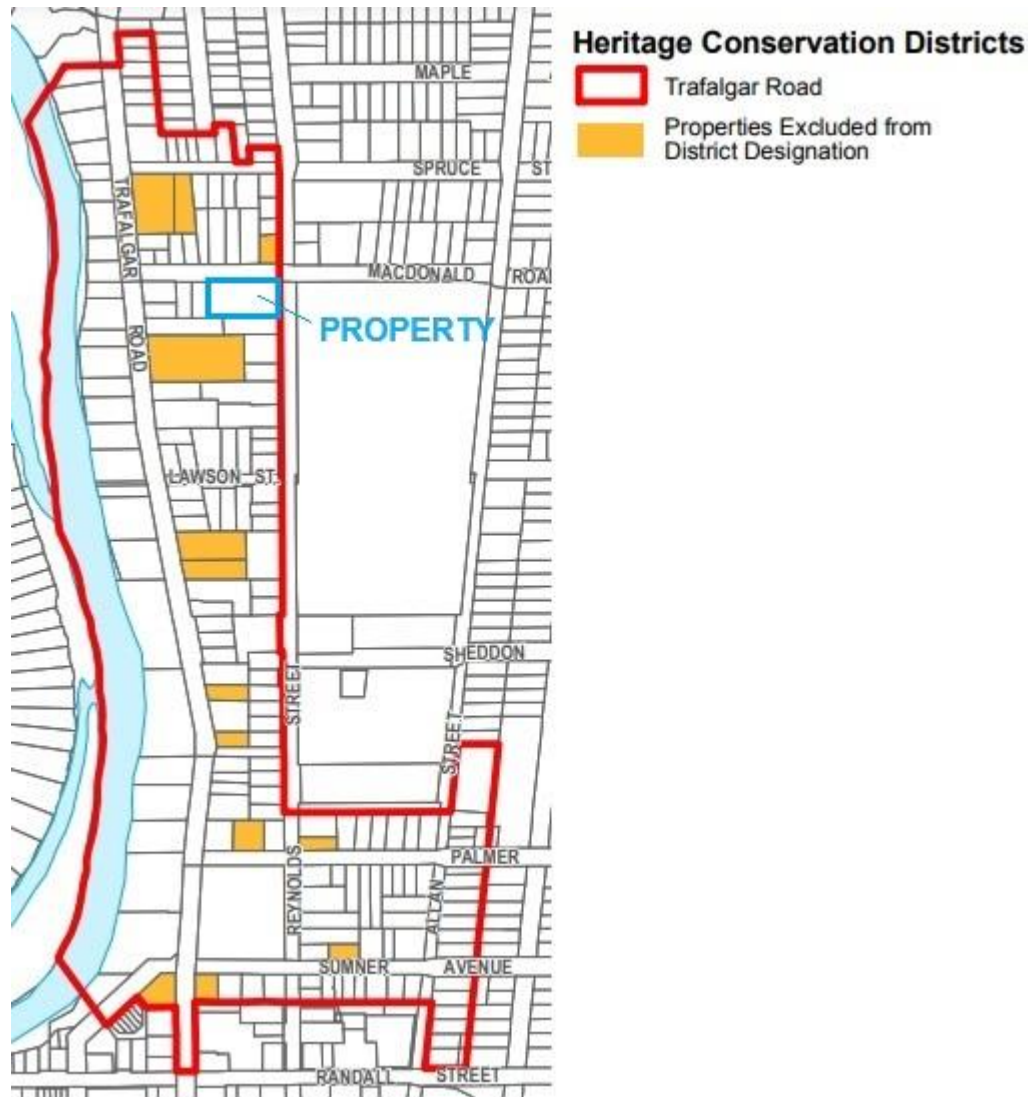 Heritage Conservation Districts
Trafalgar Road
Properties Excluded from
District Designation
MAPLE
SPRUCE ST
TRAFALGAR
MACDONALD ROAD
PROPERTY
ROAD
LAWSON ST.
SHEDDON
STREET
STREET
PALMER
REYNOLDS
ALLAN
SUMNER AVENUE
RANDALL STREET